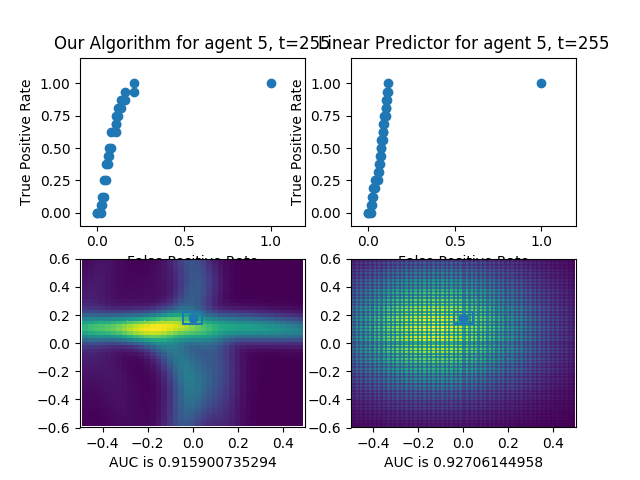 Our Algorithm for agent 5, t=255
Linear Predictor for agent 5, t=255
True Positive Rate
1.00
0.75
0.50
0.25
0.00
0.0 0.5 1.0
False Positive Rate
True Positive Rate
1.00
0.75
0.50
0.25
0.00
0.0 0.5 1.0
0.6
0.4
0.2
0.0
−0.2
−0.4
−0.6
−0.4 −0.2 0.0 0.2 0.4
AUC is 0.915900735294
0.6
0.4
0.2
0.0
−0.2
−0.4
−0.6
−0.4 −0.2 0.0 0.2 0.4
AUC is 0.92706144958